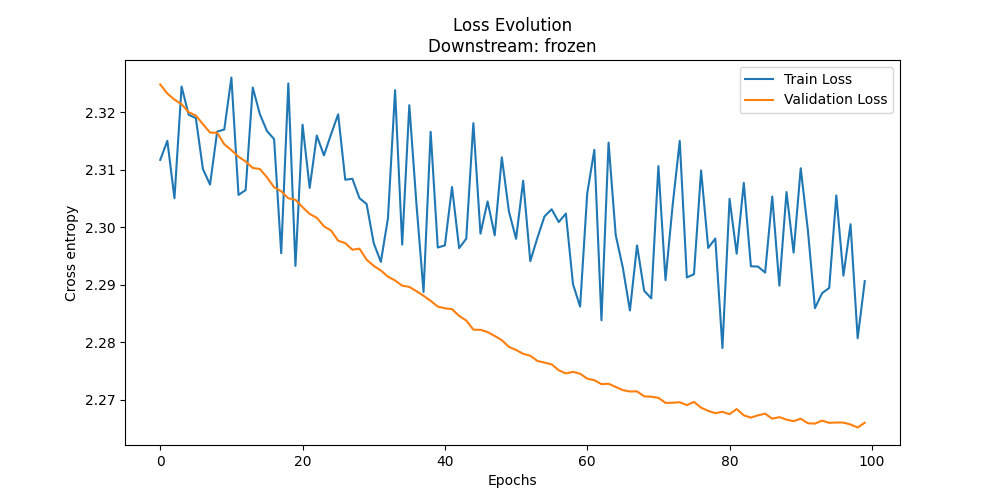 Loss Evolution
Downstream: frozen
Train Loss
Validation Loss
Cross entropy
2.32
2.31
2.30
2.29
2.28
2.27
0 20 40 60 80 100
Epochs